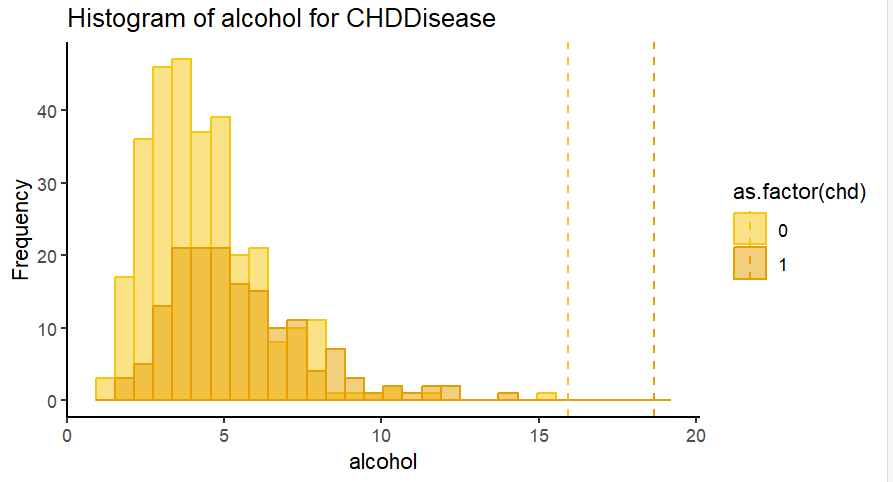 Histogram of alcohol for CHDDisease
Frequency
40
30
20
10
0
0 5 10 15 20
alcohol
as.factor(chd)
0
1